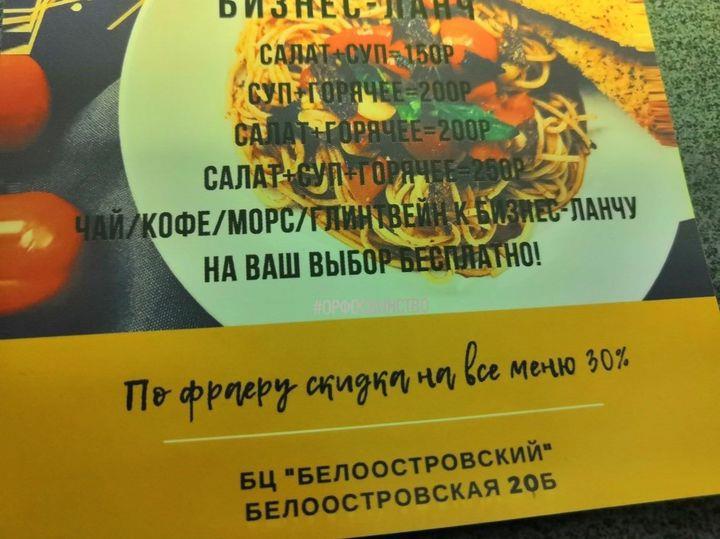 БИЗНЕС-ЛАНЧ
САЛАТ+СУП=150Р
СУП+ГОРЯЧЕЕ=200Р
САЛАТ+ГОРЯЧЕЕ=200Р
САЛАТ+СУП+ГОРЯЧЕЕ=250Р
ЧАЙ/КОФЕ/МОРС/ГЛИНТВЕЙН К БИЗНЕС-ЛАНЧУ
НА ВАШ ВЫБОР БЕСПЛАТНО!
По фраеру скидка на все меню 30%
БЦ "БЕЛООСТРОВСКИЙ"
БЕЛООСТРОВСКАЯ 20Б